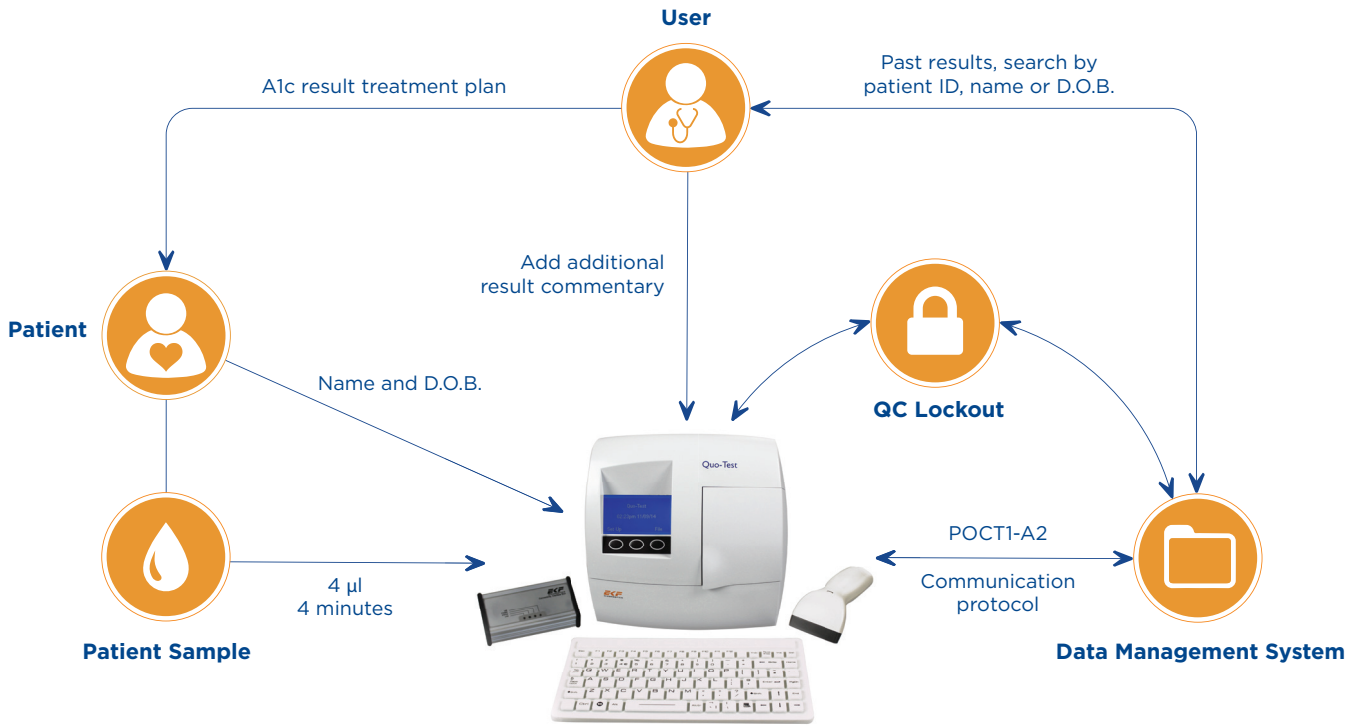 User
A1c result treatment plan
Past results, search by
patient ID, name or D.O.B.
Add additional
result commentary
Patient
Name and D.O.B.
QC Lockout
Quo-Test
EKF
EKF
4 µl
4 minutes
Patient Sample
POCT1-A2
Communication
protocol
Data Management System